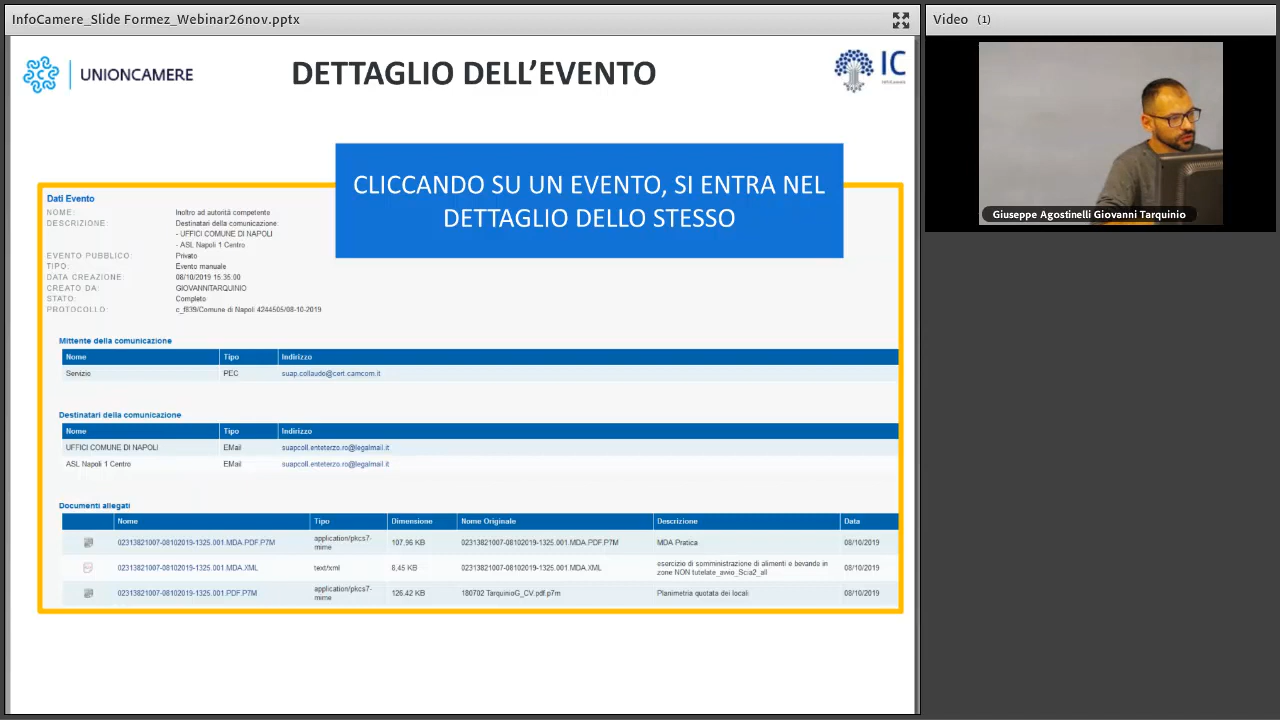 InfoCamere_Slide Formez_Webinar26nov.pptx
Video (1)
UNIONCAMERE
DETTAGLIO DELL'EVENTO
IC
InfoCamere
CLICCANDO SU UN EVENTO, SI ENTRA NEL
DETTAGLIO DELLO STESSO
Giuseppe Agostinelli Giovanni Tarquinio
Dati Evento
NOME: Inoltro ad autorità competente
DESCRIZIONE: Destinatari della comunicazione:
- UFFICI COMUNE DI NAPOLI
- ASL Napoli 1 Centro
EVENTO PUBBLICO: Privato
TIPO: Evento manuale
DATA CREAZIONE: 08/10/2019 15:35:00
CREATO DA: GIOVANNITARQUINIO
STATO: Completo
PROTOCOLLO: c_f839/Comune di Napoli 4244505/08-10-2019
Mittente della comunicazione
Nome Tipo Indirizzo
Servizio PEC suap.collaudo@cert.camcom.it
Destinatari della comunicazione
Nome Tipo Indirizzo
UFFICI COMUNE DI NAPOLI EMail suapcoll.enteterzo.ro@legalmail.it
ASL Napoli 1 Centro EMail suapcoll.enteterzo.ro@legalmail.it
Documenti allegati
Nome Tipo Dimensione Nome Originale Descrizione Data
02313821007-08102019-1325.001.MDA.PDF.P7M application/pkcs7-mime 107,95 KB 02313821007-08102019-1325.001.MDA.PDF.P7M MDA Pratica 08/10/2019
02313821007-08102019-1325.001.MDA.XML text/xml 8,45 KB 02313821007-08102019-1325.001.MDA.XML esercizio di somministrazione di alimenti e bevande in zone NON tutelate_avvio_Scia2_all 08/10/2019
02313821007-08102019-1325.001.PDF.P7M application/pkcs7-mime 126,42 KB 180702 TarquinioG_CV.pdf.p7m Planimetria quotata dei locali 08/10/2019